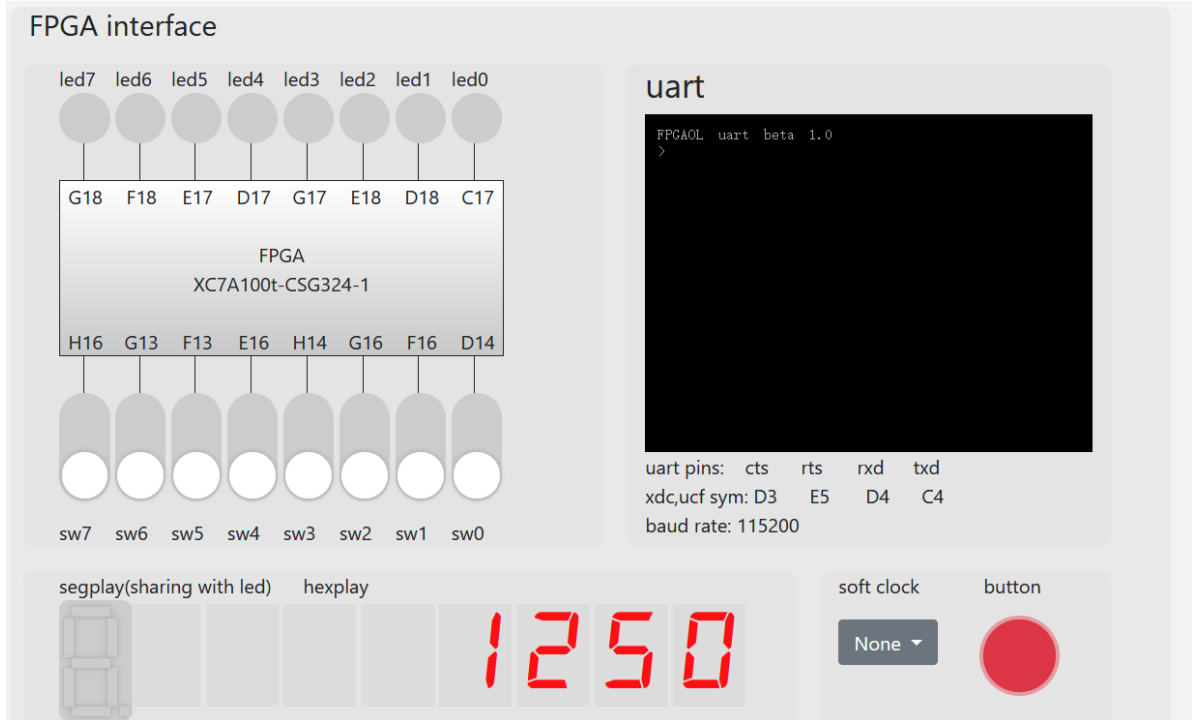 FPGA interface
led7 led6 led5 led4 led3 led2 led1 led0
G18 F18 E17 D17 G17 E18 D18 C17
FPGA
XC7A100t-CSG324-1
H16 G13 F13 E16 H14 G16 F16 D14
sw7 sw6 sw5 sw4 sw3 sw2 sw1 sw0
uart
FPGAOL uart beta 1.0
>
uart pins: cts rts rxd txd
xdc,ucf sym: D3 E5 D4 C4
baud rate: 115200
segplay(sharing with led) hexplay
1250
soft clock button
None